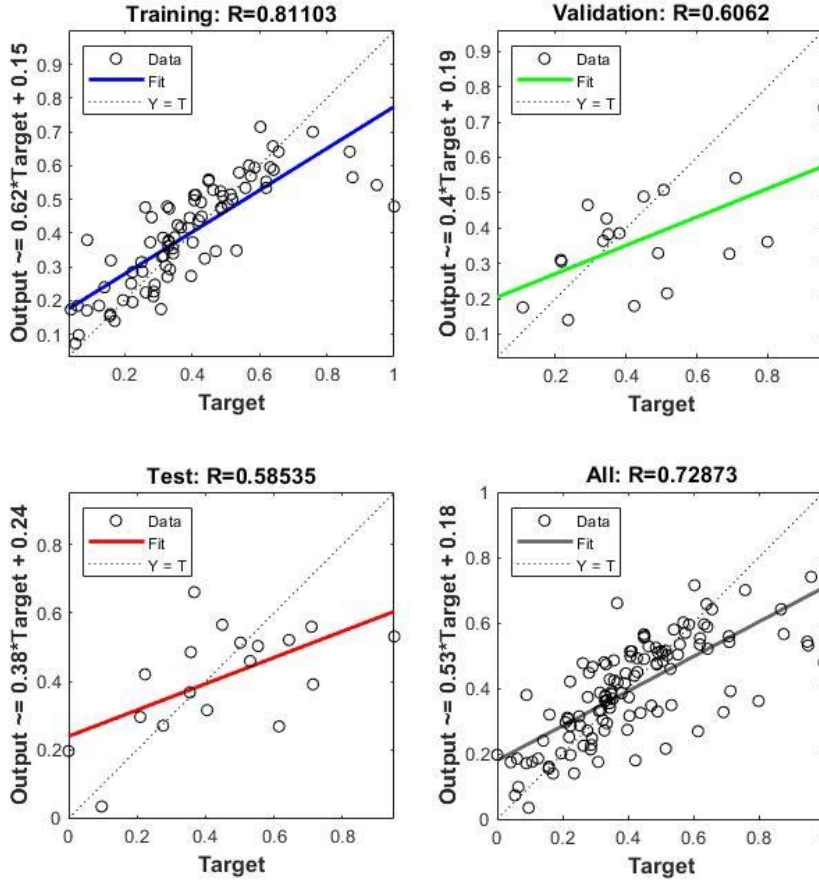 Training: R=0.81103
Data
Fit
Y = T
Output ~= 0.62*Target + 0.15
0.9
0.8
0.7
0.6
0.5
0.4
0.3
0.2
0.1
0.2
0.4
0.6
0.8
1
Target
Validation: R=0.6062
Data
Fit
Y = T
Output ~= 0.4*Target + 0.19
0.9
0.8
0.7
0.6
0.5
0.4
0.3
0.2
0.1
0.2
0.4
0.6
0.8
Target
Test: R=0.58535
Data
Fit
Y = T
Output ~= 0.38*Target + 0.24
0.8
0.6
0.4
0.2
0
0
0.2
0.4
0.6
0.8
Target
All: R=0.72873
Data
Fit
Y = T
Output ~= 0.53*Target + 0.18
1
0.8
0.6
0.4
0.2
0
0
0.2
0.4
0.6
0.8
Target